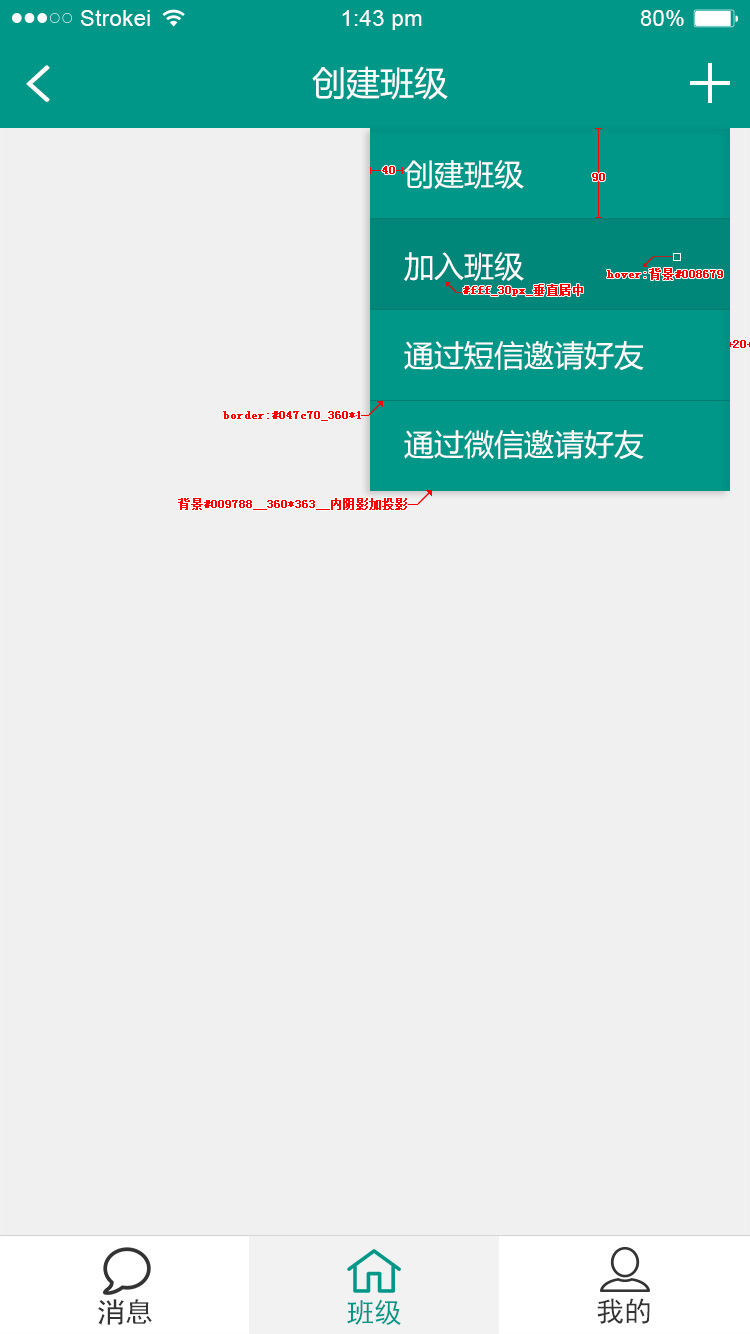 Strokei 1:43 pm 80%
创建班级
40 创建班级 90
加入班级
hover:背景#008679
#fff_30px_垂直居中
20
通过短信邀请好友
border:#047c70_360*1
通过微信邀请好友
背景#009788__360*363__内阴影加投影
消息 班级 我的